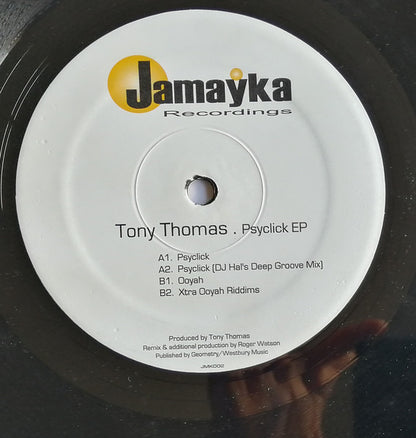 Jamayka
Recordings
Tony Thomas . Psyclick EP
A1. Psyclick
A2. Psyclick (DJ Hal's Deep Groove Mix)
B1. Ooyah
B2. Xtra Ooyah Riddims
Produced by Tony Thomas
Remix & additional production by Roger Watson
Published by Geometry/Westbury Music
JMK002